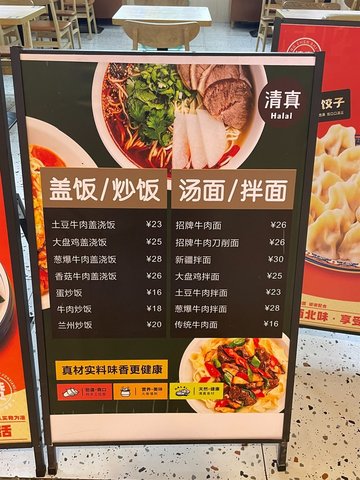 清真
Halal
盖饭/炒饭
土豆牛肉盖浇饭 ¥23
大盘鸡盖浇饭 ¥25
葱爆牛肉盖浇饭 ¥28
香菇牛肉盖浇饭 ¥26
蛋炒饭 ¥16
牛肉炒饭 ¥18
兰州炒饭 ¥20
汤面/拌面
招牌牛肉面 ¥26
招牌牛肉刀削面 ¥26
新疆拌面 ¥30
大盘鸡拌面 ¥25
土豆牛肉拌面 ¥23
葱爆牛肉拌面 ¥28
传统牛肉面 ¥16
真材实料味香更健康
饺子
北味·享受
活